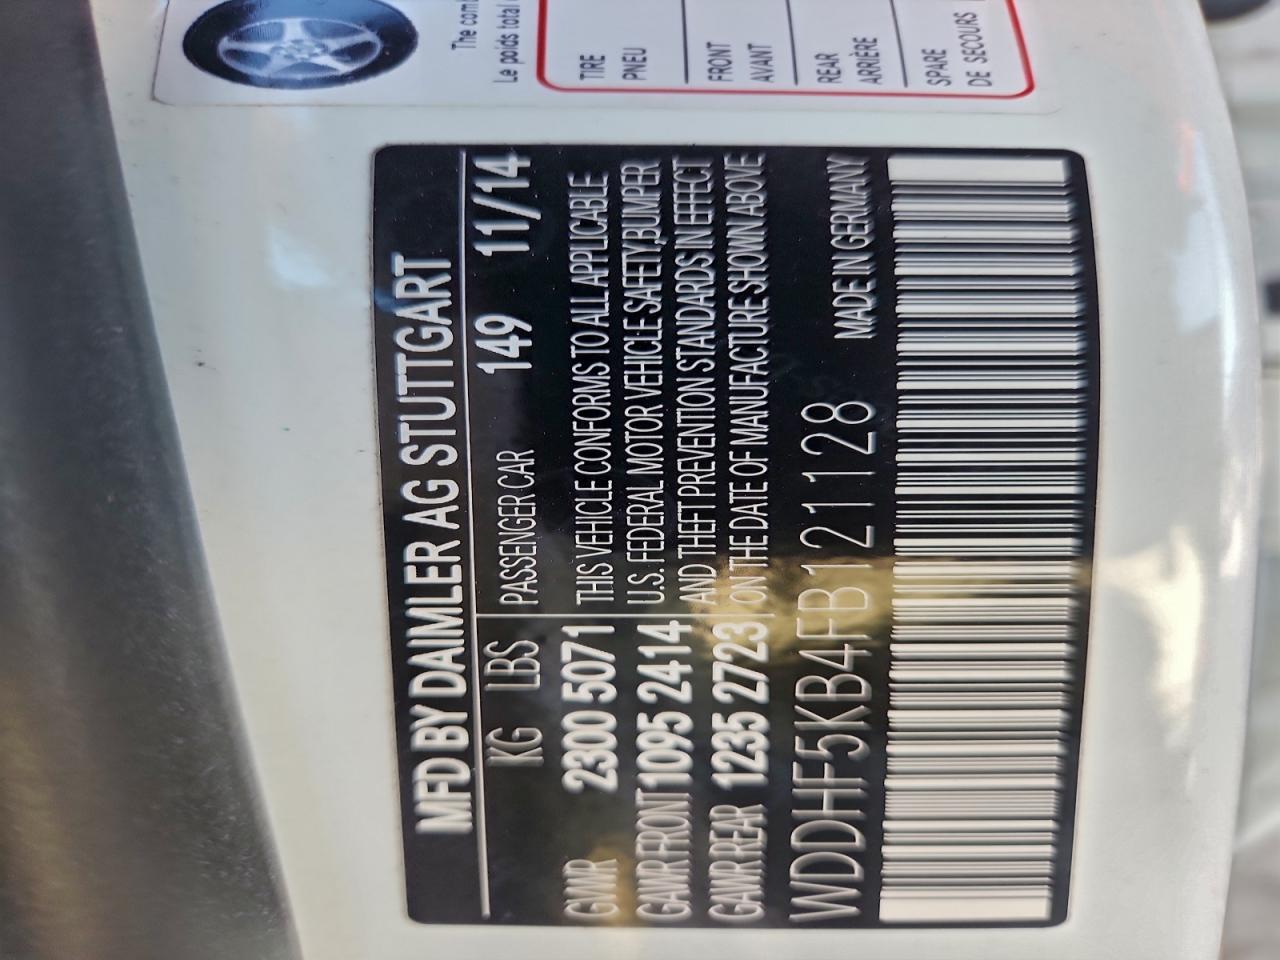 MFD BY DAIMLER AG STUTTGART
KG LBS PASSENGER CAR 149 11/14
GVWR 2300 5071 THIS VEHICLE CONFORMS TO ALL APPLICABLE
GAWR FRONT 1095 2414 U.S. FEDERAL MOTOR VEHICLE SAFETY,BUMPER
GAWR REAR 1235 2723 AND THEFT PREVENTION STANDARDS IN EFFECT
ON THE DATE OF MANUFACTURE SHOWN ABOVE
WDDHF5KB4FB121128 MADE IN GERMANY
The
Le poids total
TIRE
PNEU
FRONT
AVANT
REAR
ARRIÈRE
SPARE
DE SECOURS